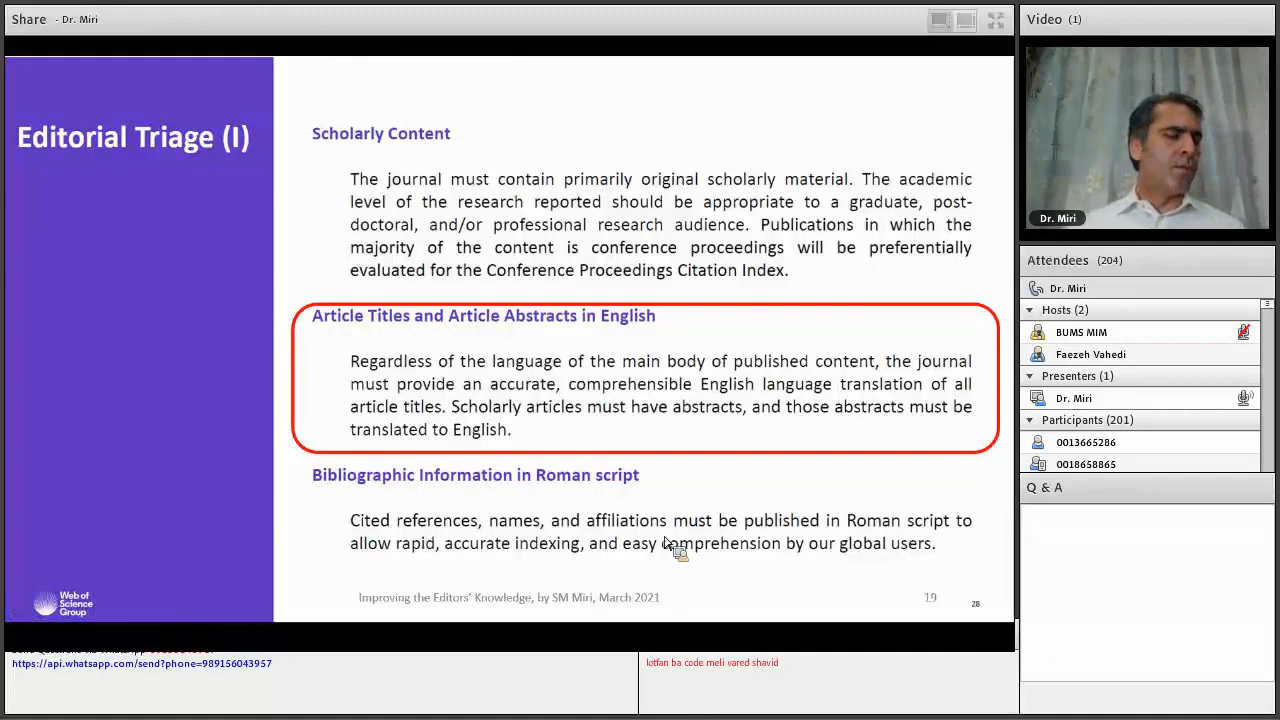 Share - Dr. Miri
Editorial Triage (I)
Scholarly Content
The journal must contain primarily original scholarly material. The academic
level of the research reported should be appropriate to a graduate, post-
doctoral, and/or professional research audience. Publications in which the
majority of the content is conference proceedings will be preferentially
evaluated for the Conference Proceedings Citation Index.
Article Titles and Article Abstracts in English
Regardless of the language of the main body of published content, the journal
must provide an accurate, comprehensible English language translation of all
article titles. Scholarly articles must have abstracts, and those abstracts must be
translated to English.
Bibliographic Information in Roman script
Cited references, names, and affiliations must be published in Roman script to
allow rapid, accurate indexing, and easy comprehension by our global users.
Web of
Science
Group
Improving the Editors' Knowledge, by SM Miri, March 2021
19
28
https://api.whatsapp.com/send?phone=989156043957
lotfan ba code meli vared shavid
Video (1)
Dr. Miri
Attendees (204)
Dr. Miri
Hosts (2)
BUMS MIM
Faezeh Vahedi
Presenters (1)
Dr. Miri
Participants (201)
0013665286
0018658865
Q & A